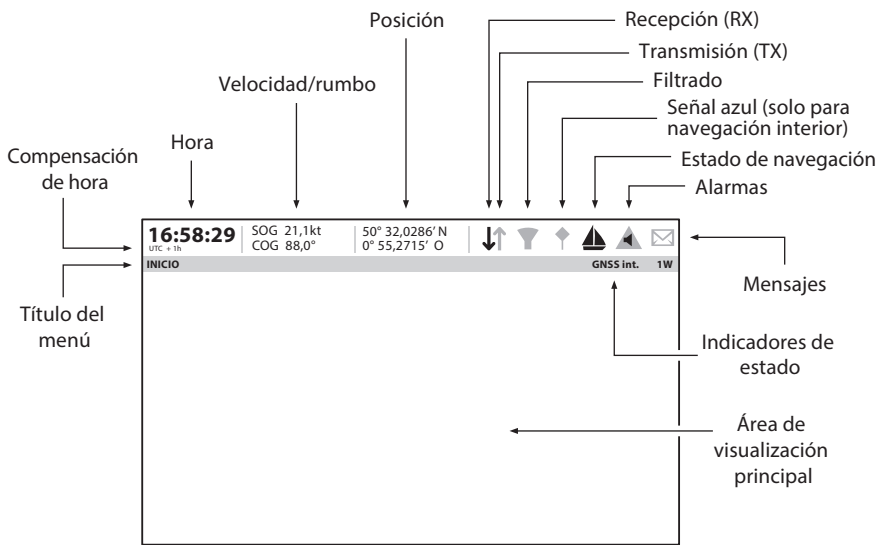 Posición
Recepción (RX)
Transmisión (TX)
Filtrado
Velocidad/rumbo
Señal azul (solo para
navegación interior)
Hora
Compensación
de hora
Estado de navegación
Alarmas
16:58:29
UTC + 1h
SOG 21,1kt
COG 88,0°
50° 32,0286′ N
0° 55,2715′ O
INICIO
GNSS int.
1W
Mensajes
Título del
menú
Indicadores de
estado
Área de
visualización
principal